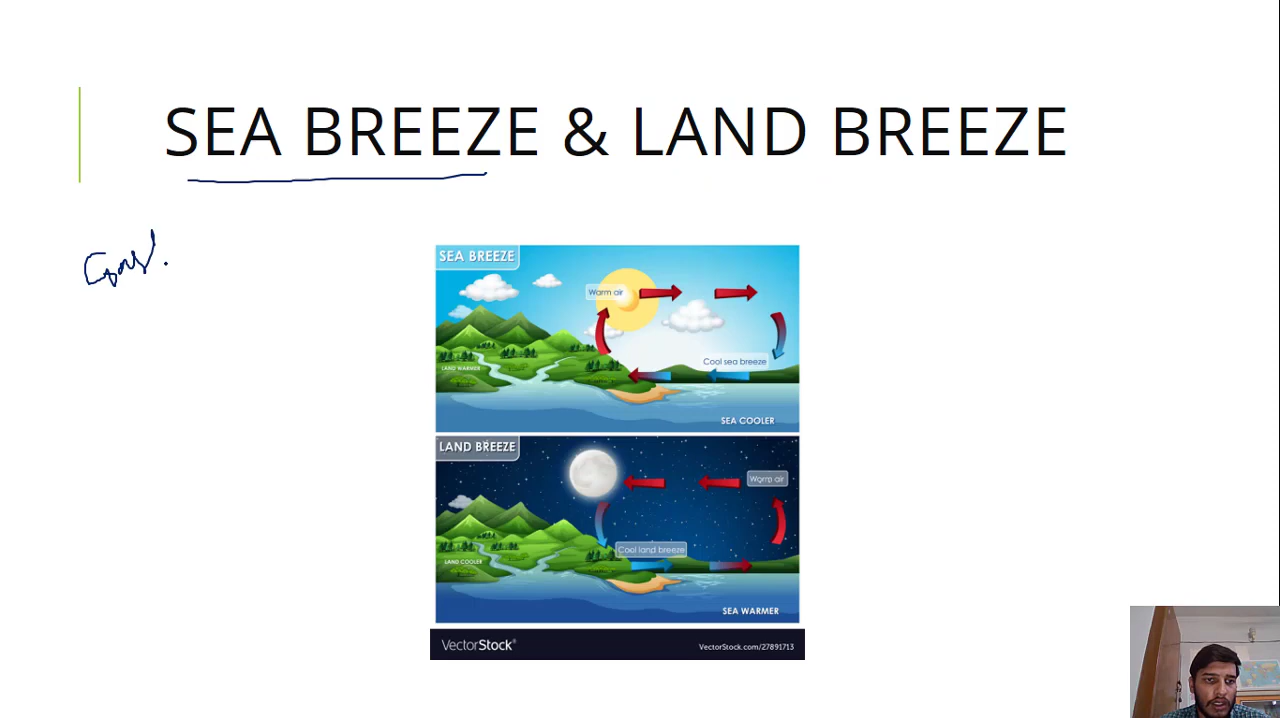 SEA BREEZE & LAND BREEZE
SEA BREEZE
Warm air
Cool sea breeze
LAND WARMER
SEA COOLER
LAND BREEZE
Warm air
Cool land breeze
LAND COOLER
SEA WARMER
VectorStock®
VectorStock.com/27891713